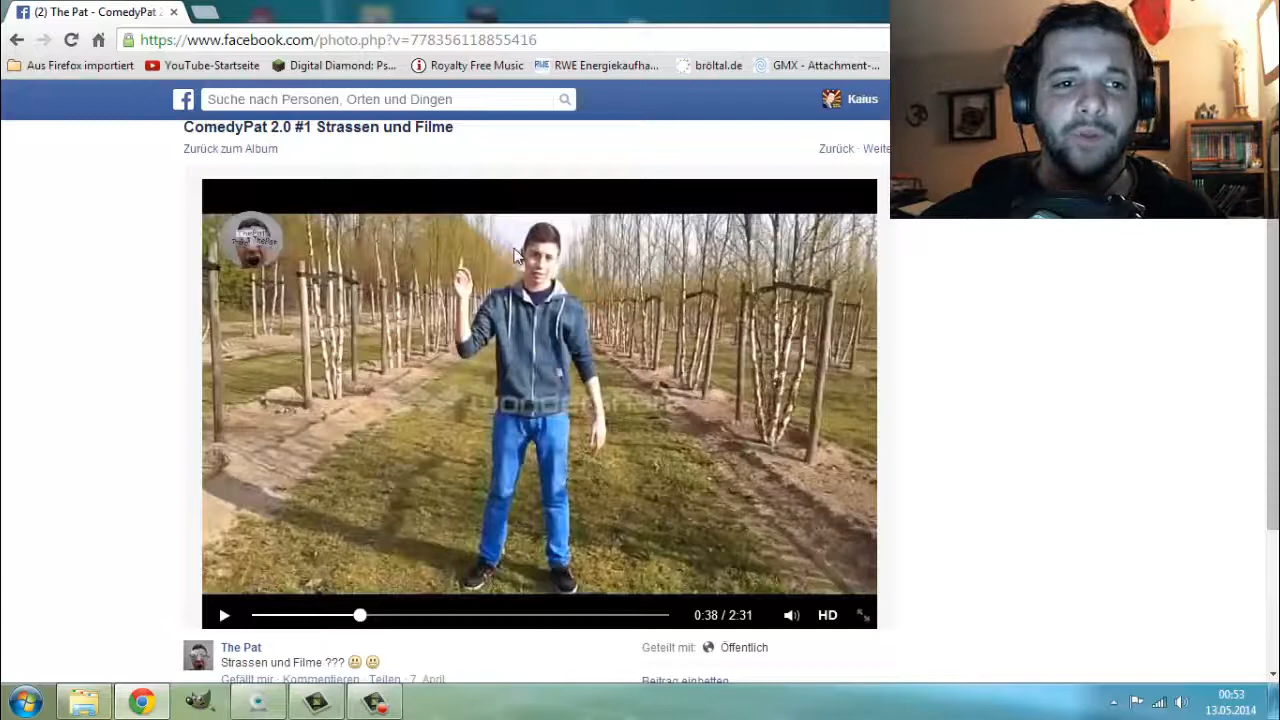 (2) The Pat - ComedyPat 2
https://www.facebook.com/photo.php?v=778356118855416
Aus Firefox importiert YouTube-Startseite Digital Diamond: Ps... Royalty Free Music RWE Energiekaufha... bröltal.de GMX - Attachment-...
Suche nach Personen, Orten und Dingen
Kaius
ComedyPat 2.0 #1 Strassen und Filme
Zurück zum Album
Zurück · Weite
0:38 / 2:31 HD
The Pat
Strassen und Filme ???
Gefällt mir · Kommentieren · Teilen · 7. April
Geteilt mit: Öffentlich
Beitrag einbetten
00:53
13.05.2014